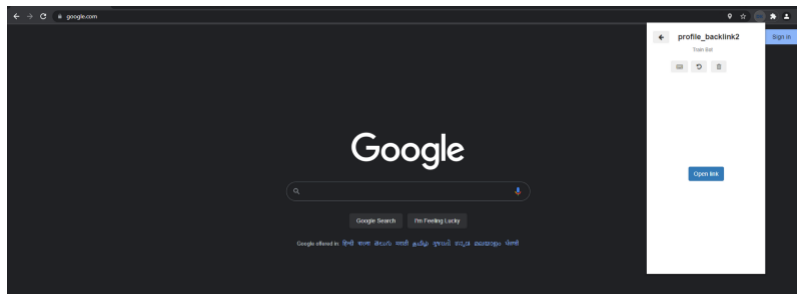 google.com
profile_backlink2
Sign in
Train Bot
Google
Open link
Google Search
I'm Feeling Lucky
Google offered in: हिन्दी বাংলা తెలుగు मराठी தமிழ் ગુજરાતી ಕನ್ನಡ മലയാളം ਪੰਜਾਬੀ